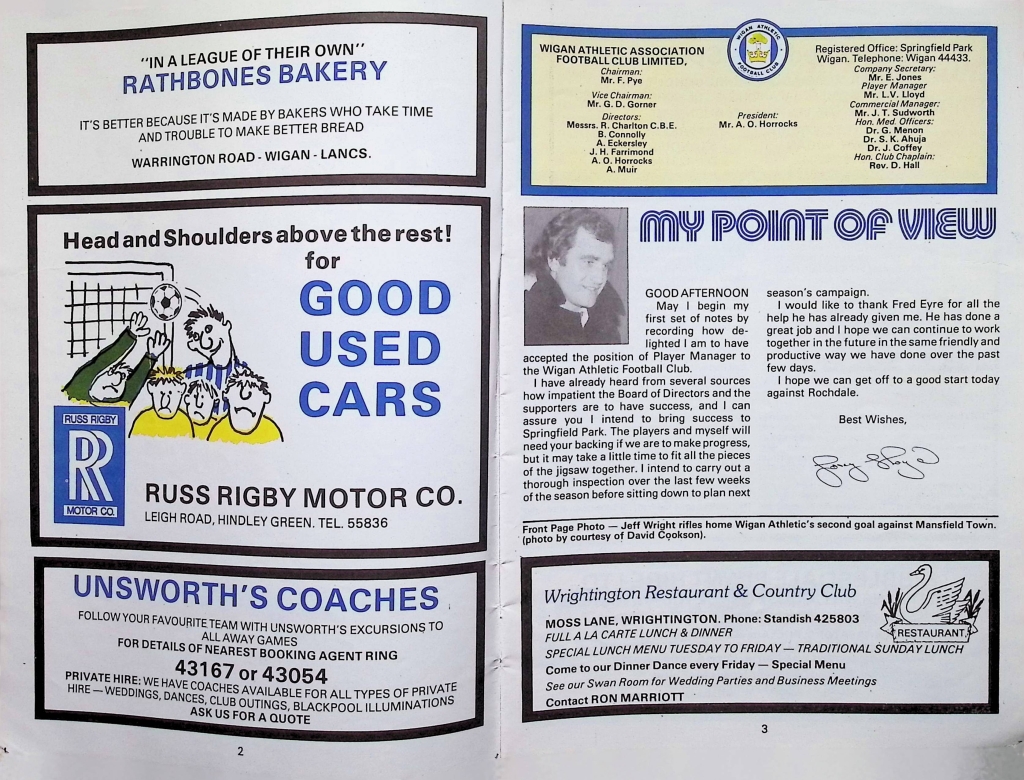 "IN A LEAGUE OF THEIR OWN"
RATHBONES BAKERY
IT'S BETTER BECAUSE IT'S MADE BY BAKERS WHO TAKE TIME
AND TROUBLE TO MAKE BETTER BREAD
WARRINGTON ROAD - WIGAN - LANCS.
Head and Shoulders above the rest!
for
GOOD
USED
CARS
RUSS RIGBY
RR
MOTOR CO.
RUSS RIGBY MOTOR CO.
LEIGH ROAD, HINDLEY GREEN. TEL. 55836
UNSWORTH'S COACHES
FOLLOW YOUR FAVOURITE TEAM WITH UNSWORTH'S EXCURSIONS TO
ALL AWAY GAMES
FOR DETAILS OF NEAREST BOOKING AGENT RING
43167 or 43054
PRIVATE HIRE: WE HAVE COACHES AVAILABLE FOR ALL TYPES OF PRIVATE
HIRE — WEDDINGS, DANCES, CLUB OUTINGS, BLACKPOOL ILLUMINATIONS
ASK US FOR A QUOTE
2
WIGAN ATHLETIC ASSOCIATION
FOOTBALL CLUB LIMITED,
Chairman:
Mr. F. Pye
Vice Chairman:
Mr. G. D. Gorner
Directors:
Messrs. R. Charlton C.B.E.
B. Connolly
A. Eckersley
J. H. Farrimond
A. O. Horrocks
A. Muir
WIGAN ATHLETIC
FOOTBALL CLUB
President:
Mr. A. O. Horrocks
Registered Office: Springfield Park
Wigan. Telephone: Wigan 44433.
Company Secretary:
Mr. E. Jones
Player Manager
Mr. L.V. Lloyd
Commercial Manager:
Mr. J. T. Sudworth
Hon. Med. Officers:
Dr. G. Menon
Dr. S. K. Ahuja
Dr. J. Coffey
Hon. Club Chaplain:
Rev. D. Hall
MY POINT OF VIEW
GOOD AFTERNOON
May I begin my
first set of notes by
recording how de-
lighted I am to have
accepted the position of Player Manager to
the Wigan Athletic Football Club.
I have already heard from several sources
how impatient the Board of Directors and the
supporters are to have success, and I can
assure you I intend to bring success to
Springfield Park. The players and myself will
need your backing if we are to make progress,
but it may take a little time to fit all the pieces
of the jigsaw together. I intend to carry out a
thorough inspection over the last few weeks
of the season before sitting down to plan next
season's campaign.
I would like to thank Fred Eyre for all the
help he has already given me. He has done a
great job and I hope we can continue to work
together in the future in the same friendly and
productive way we have done over the past
few days.
I hope we can get off to a good start today
against Rochdale.
Best Wishes,
Larry Lloyd
Front Page Photo — Jeff Wright rifles home Wigan Athletic's second goal against Mansfield Town.
(photo by courtesy of David Cookson).
Wrightington Restaurant & Country Club
MOSS LANE, WRIGHTINGTON. Phone: Standish 425803
FULL A LA CARTE LUNCH & DINNER
SPECIAL LUNCH MENU TUESDAY TO FRIDAY — TRADITIONAL SUNDAY LUNCH
Come to our Dinner Dance every Friday — Special Menu
See our Swan Room for Wedding Parties and Business Meetings
Contact RON MARRIOTT
RESTAURANT
3